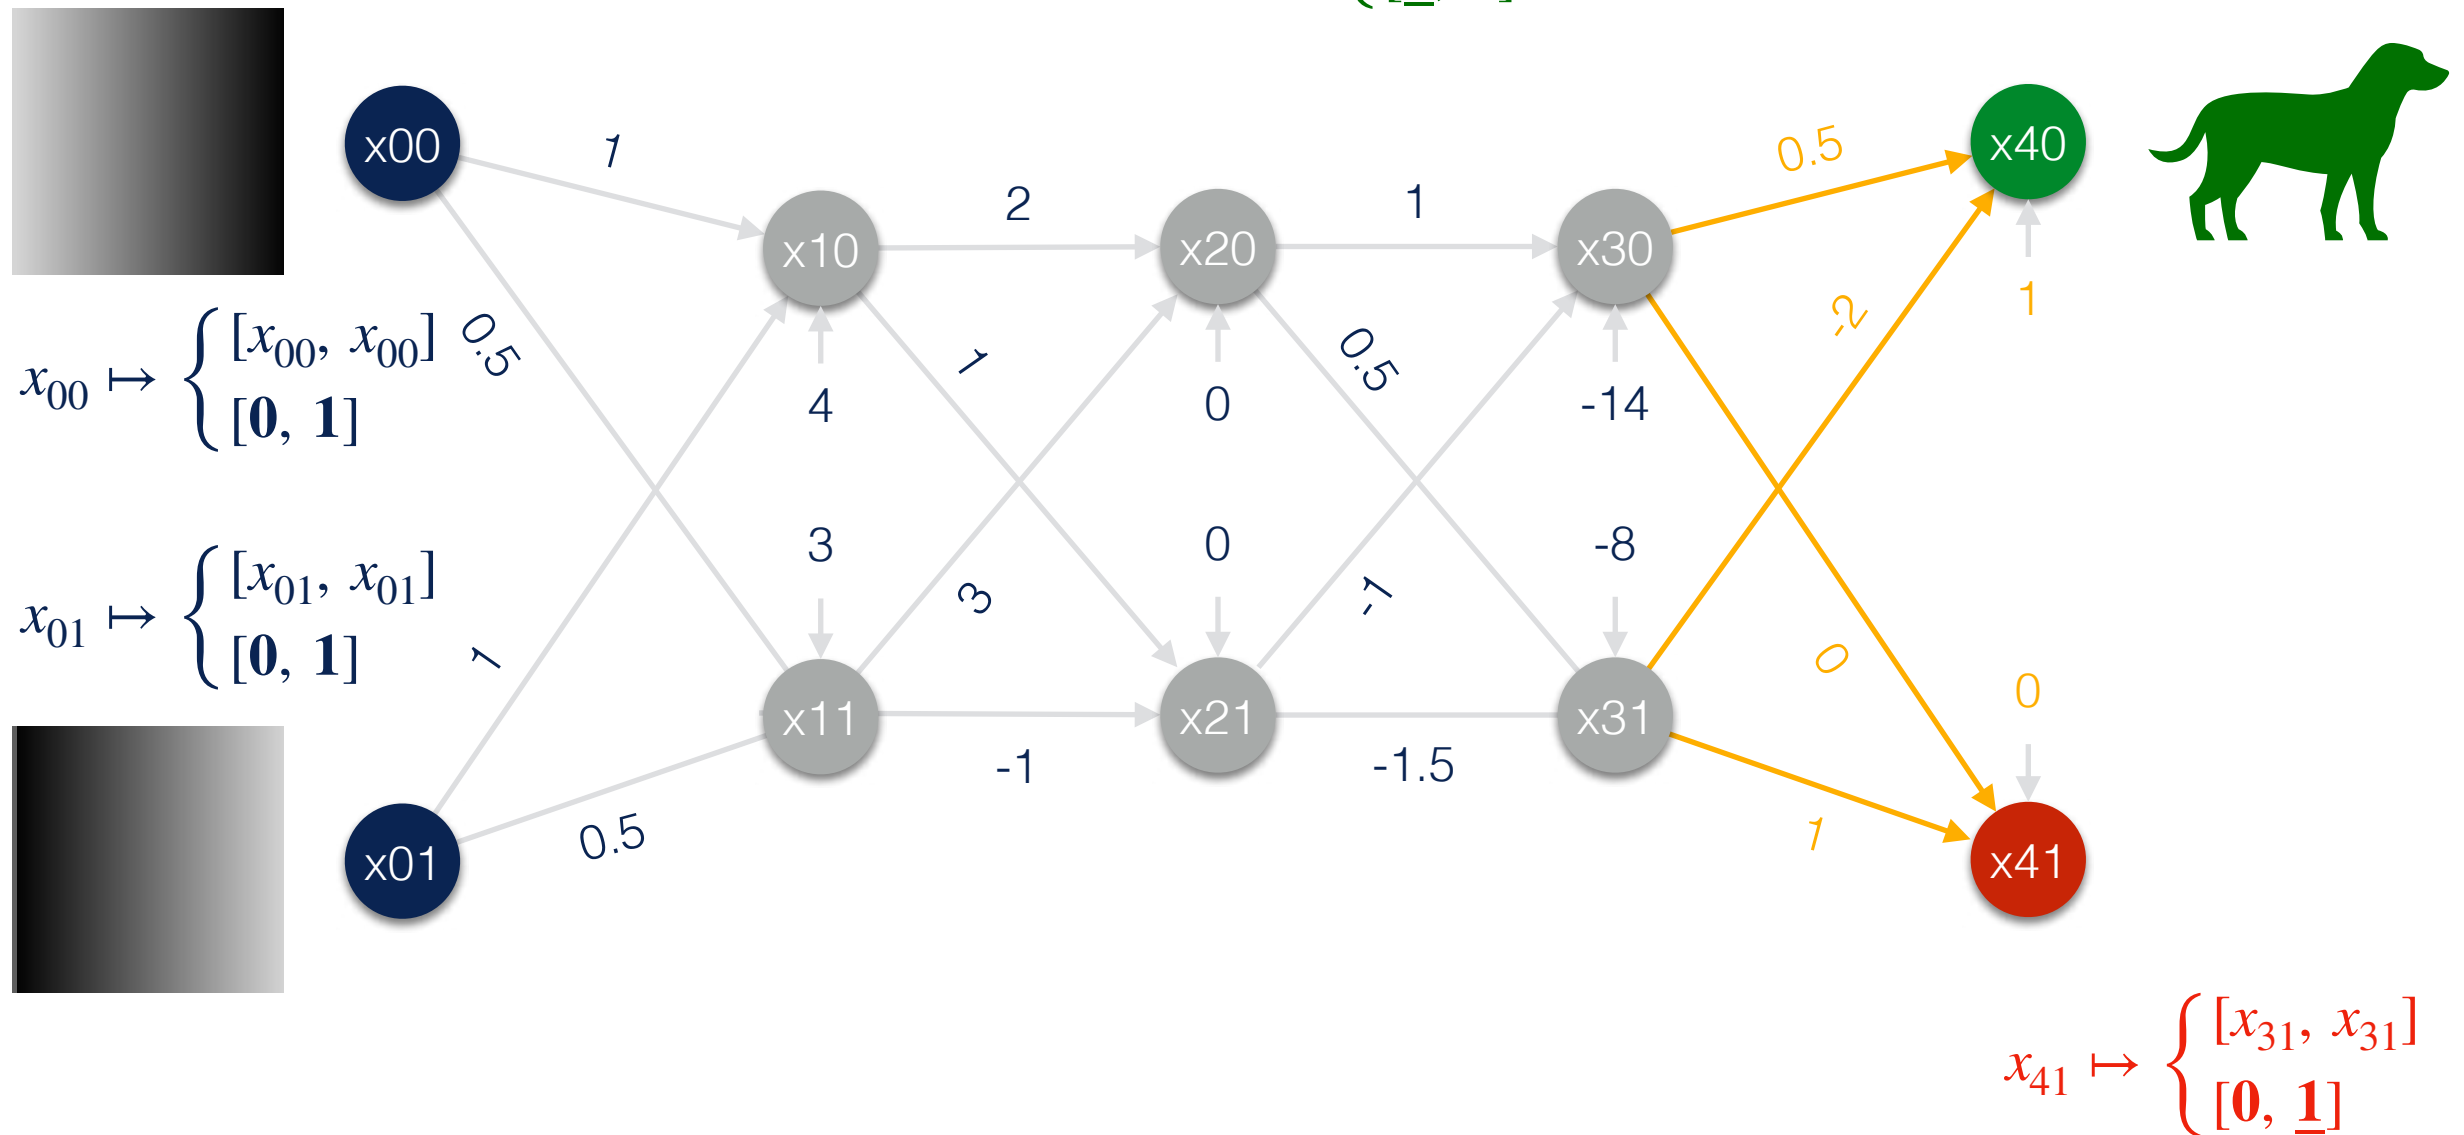 x00
1
0.5
x10
4
2
1
x20
0
1
0.5
x30
-14
0.5
-2
x40
1
x00 ↦ { [x00, x00]
[0, 1]
x01 ↦ { [x01, x01]
[0, 1]
1
x01
0.5
3
x11
3
-1
0
x21
-1
-1.5
-8
x31
0
1
0
x41
x41 ↦ { [x31, x31]
[0, 1]